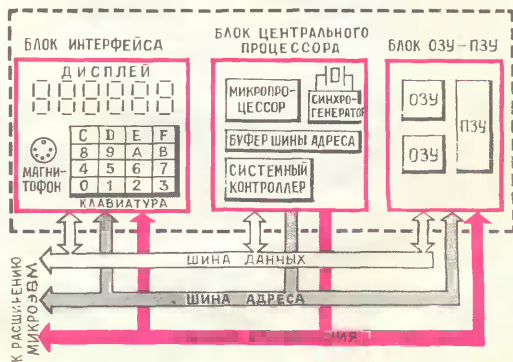 БЛОК ИНТЕРФЕЙСА
БЛОК ЦЕНТРАЛЬНОГО
ПРОЦЕССОРА
БЛОК ОЗУ-ПЗУ
ДИСПЛЕЙ
МАГНИ-
ТОФОН
C D E F
8 9 A B
4 5 6 7
0 1 2 3
КЛАВИАТУРА
МИКРОПРО-
ЦЕССОР
СИНХРО-
ГЕНЕРАТОР
БУФЕР ШИНЫ АДРЕСА
СИСТЕМНЫЙ
КОНТРОЛЛЕР
ОЗУ
ОЗУ
ПЗУ
ШИНА ДАННЫХ
ШИНА АДРЕСА
К РАСШИРЕНИЮ
МИКРОЭВМ